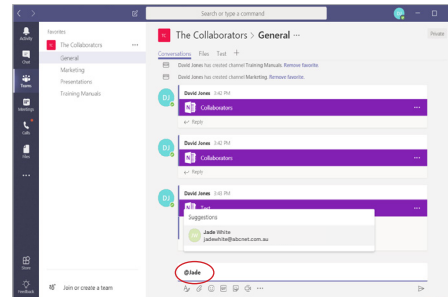 Search or type a command
Activity
Chat
Teams
Meetings
Calls
Files
Store
Feedback
Favorites
TC The Collaborators ...
General
Marketing
Presentations
Training Manuals
Join or create a team
TC The Collaborators > General ...
Private
Conversations Files Test +
David Jones has created channel Training Manuals. Remove favorite.
David Jones has created channel Marketing. Remove favorite.
DJ David Jones 3:42 PM
Collaborators ...
Reply
DJ David Jones 3:42 PM
Collaborators ...
Reply
DJ David Jones 3:42 PM
Test ...
Suggestions
Jade White
jadewhite@abcnet.com.au
@Jade